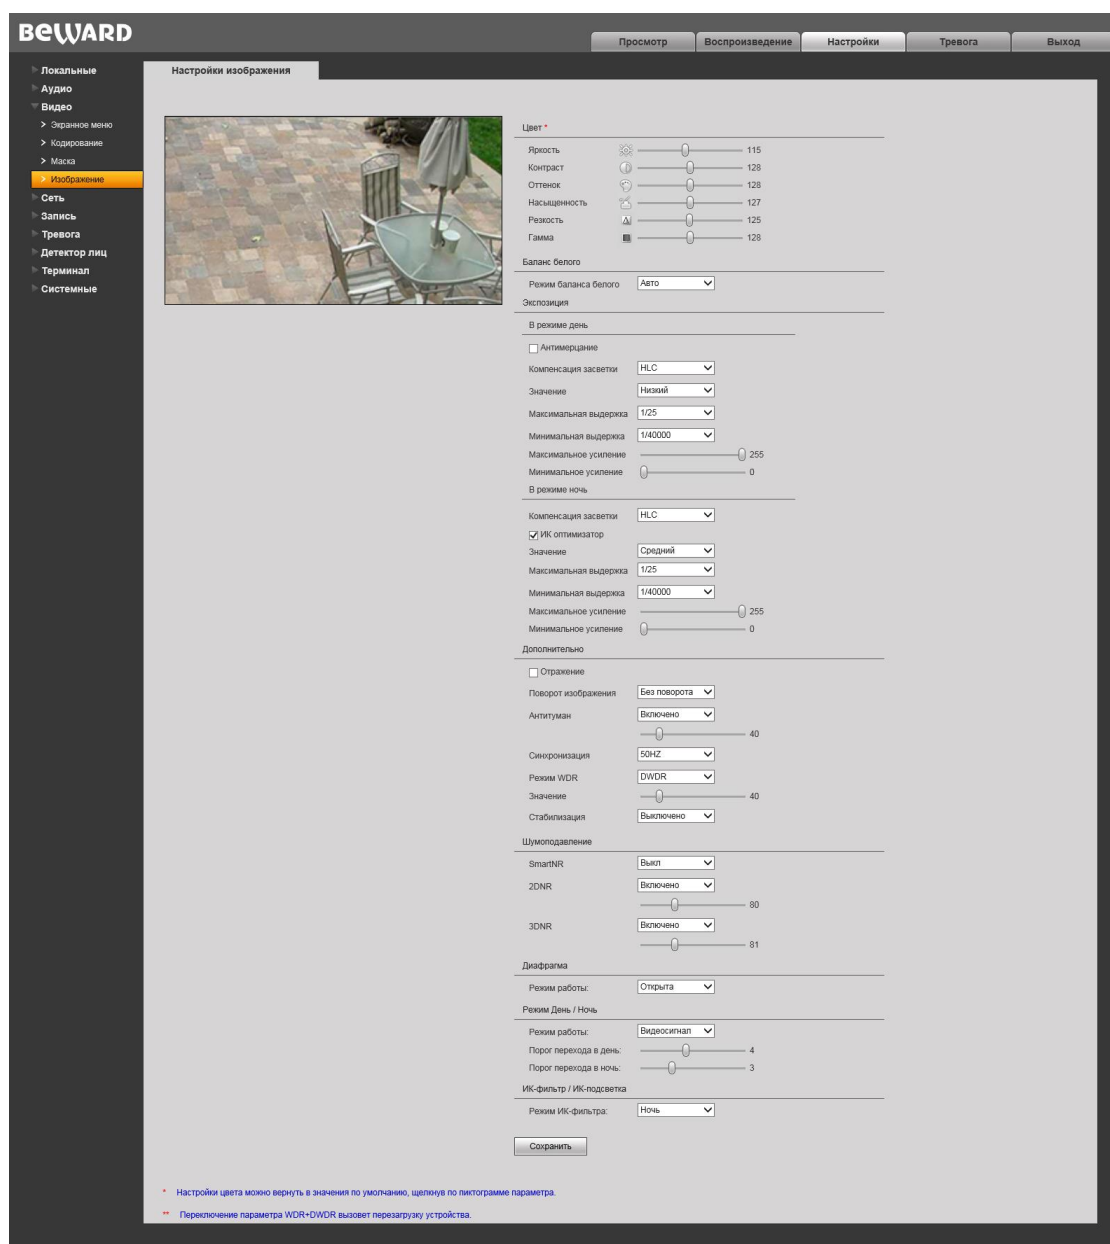 BEWARD
Просмотр
Воспроизведение
Настройки
Тревога
Выход
Локальные
Аудио
Видео
Экранное меню
Кодирование
Маска
Изображение
Сеть
Запись
Тревога
Детектор лиц
Терминал
Системные
Настройки изображения
Цвет *
Яркость 115
Контраст 128
Оттенок 128
Насыщенность 127
Резкость 125
Гамма 128
Баланс белого
Режим баланса белого Авто
Экспозиция
В режиме день
Антимерцание
Компенсация засветки HLC
Значение Низкий
Максимальная выдержка 1/25
Минимальная выдержка 1/40000
Максимальное усиление 255
Минимальное усиление 0
В режиме ночь
Компенсация засветки HLC
ИК оптимизатор
Значение Средний
Максимальная выдержка 1/25
Минимальная выдержка 1/40000
Максимальное усиление 255
Минимальное усиление 0
Дополнительно
Отражение
Поворот изображения Без поворота
Антитуман Включено
40
Синхронизация 50HZ
Режим WDR DWDR
Значение 40
Стабилизация Выключено
Шумоподавление
SmartNR Выкл
2DNR Включено
80
3DNR Включено
81
Диафрагма
Режим работы: Открыта
Режим День / Ночь
Режим работы: Видеосигнал
Порог перехода в день: 4
Порог перехода в ночь: 3
ИК-фильтр / ИК-подсветка
Режим ИК-фильтра: Ночь
Сохранить
* Настройки цвета можно вернуть в значения по умолчанию, щелкнув по пиктограмме параметра.
** Переключение параметра WDR+DWDR вызовет перезагрузку устройства.